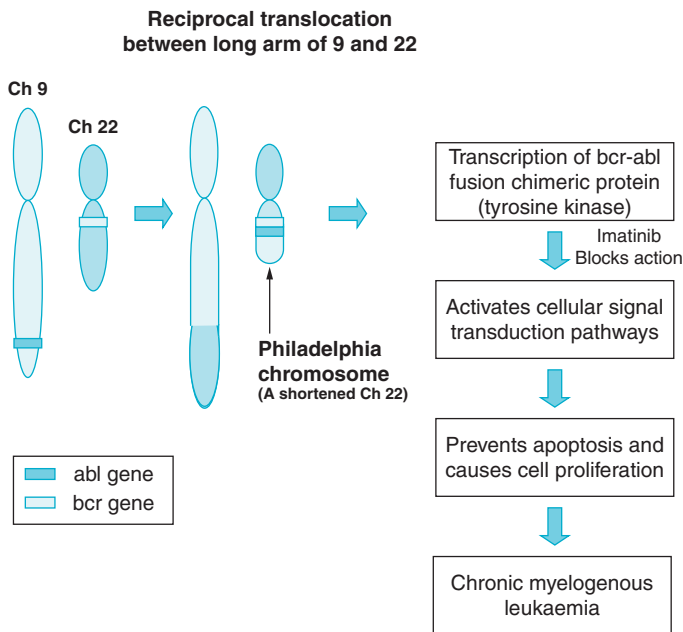 Reciprocal translocation
between long arm of 9 and 22
Ch 9
Ch 22
Philadelphia
chromosome
(A shortened Ch 22)
abl gene
bcr gene
Transcription of bcr-abl
fusion chimeric protein
(tyrosine kinase)
Imatinib
Blocks action
Activates cellular signal
transduction pathways
Prevents apoptosis and
causes cell proliferation
Chronic myelogenous
leukaemia